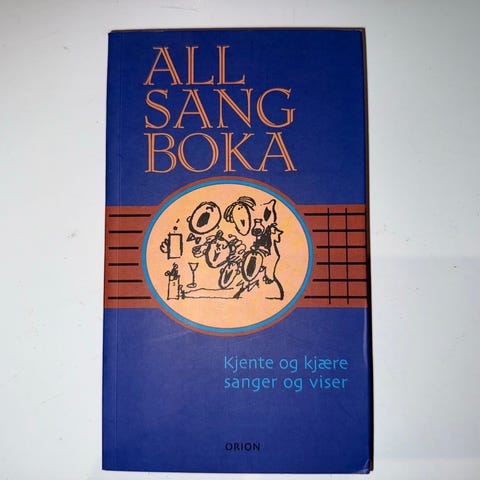 ALL
SANG
BOKA
Kjente og kjære
sanger og viser
ORION